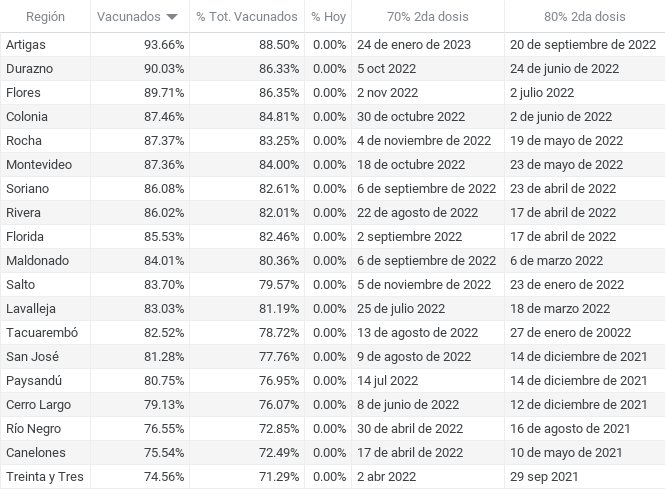 Región Vacunados % Tot. Vacunados % Hoy 70% 2da dosis 80% 2da dosis
Artigas 93.66% 88.50% 0.00% 24 de enero de 2023 20 de septiembre de 2022
Durazno 90.03% 86.33% 0.00% 5 oct 2022 24 de junio de 2022
Flores 89.71% 86.35% 0.00% 2 nov 2022 2 julio 2022
Colonia 87.46% 84.81% 0.00% 30 de octubre de 2022 2 de junio de 2022
Rocha 87.37% 83.25% 0.00% 4 de noviembre de 2022 19 de mayo de 2022
Montevideo 87.36% 84.00% 0.00% 18 de octubre de 2022 23 de mayo de 2022
Soriano 86.08% 82.61% 0.00% 6 de septiembre de 2022 23 de abril de 2022
Rivera 86.02% 82.01% 0.00% 22 de agosto de 2022 17 de abril de 2022
Florida 85.53% 82.46% 0.00% 2 septiembre 2022 17 de abril de 2022
Maldonado 84.01% 80.36% 0.00% 6 de septiembre de 2022 6 de marzo 2022
Salto 83.70% 79.57% 0.00% 5 de noviembre de 2022 23 de enero de 2022
Lavalleja 83.03% 81.19% 0.00% 25 de julio 2022 18 de marzo de 2022
Tacuarembó 82.52% 78.72% 0.00% 13 de agosto de 2022 27 de enero de 20022
San José 81.28% 77.76% 0.00% 9 de agosto de 2022 14 de diciembre de 2021
Paysandú 80.75% 76.95% 0.00% 14 jul 2022 14 de diciembre de 2021
Cerro Largo 79.13% 76.07% 0.00% 8 de junio de 2022 12 de diciembre de 2021
Río Negro 76.55% 72.85% 0.00% 30 de abril de 2022 16 de agosto de 2021
Canelones 75.54% 72.49% 0.00% 17 de abril de 2022 10 de mayo de 2021
Treinta y Tres 74.56% 71.29% 0.00% 2 abr 2022 29 sep 2021